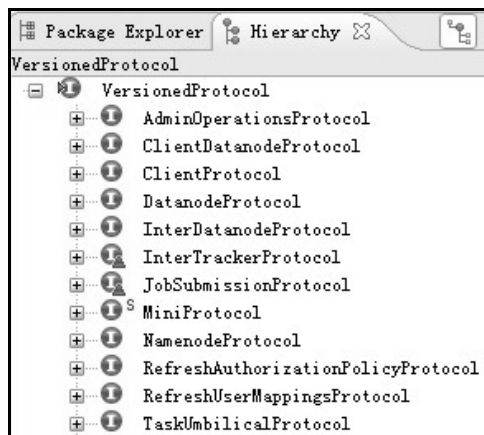 Package Explorer Hierarchy
VersionedProtocol
VersionedProtocol
AdminOperationsProtocol
ClientDatanodeProtocol
ClientProtocol
DatanodeProtocol
InterDatanodeProtocol
InterTrackerProtocol
JobSubmissionProtocol
S MiniProtocol
NamenodeProtocol
RefreshAuthorizationPolicyProtocol
RefreshUserMappingsProtocol
TaskUmbilicalProtocol